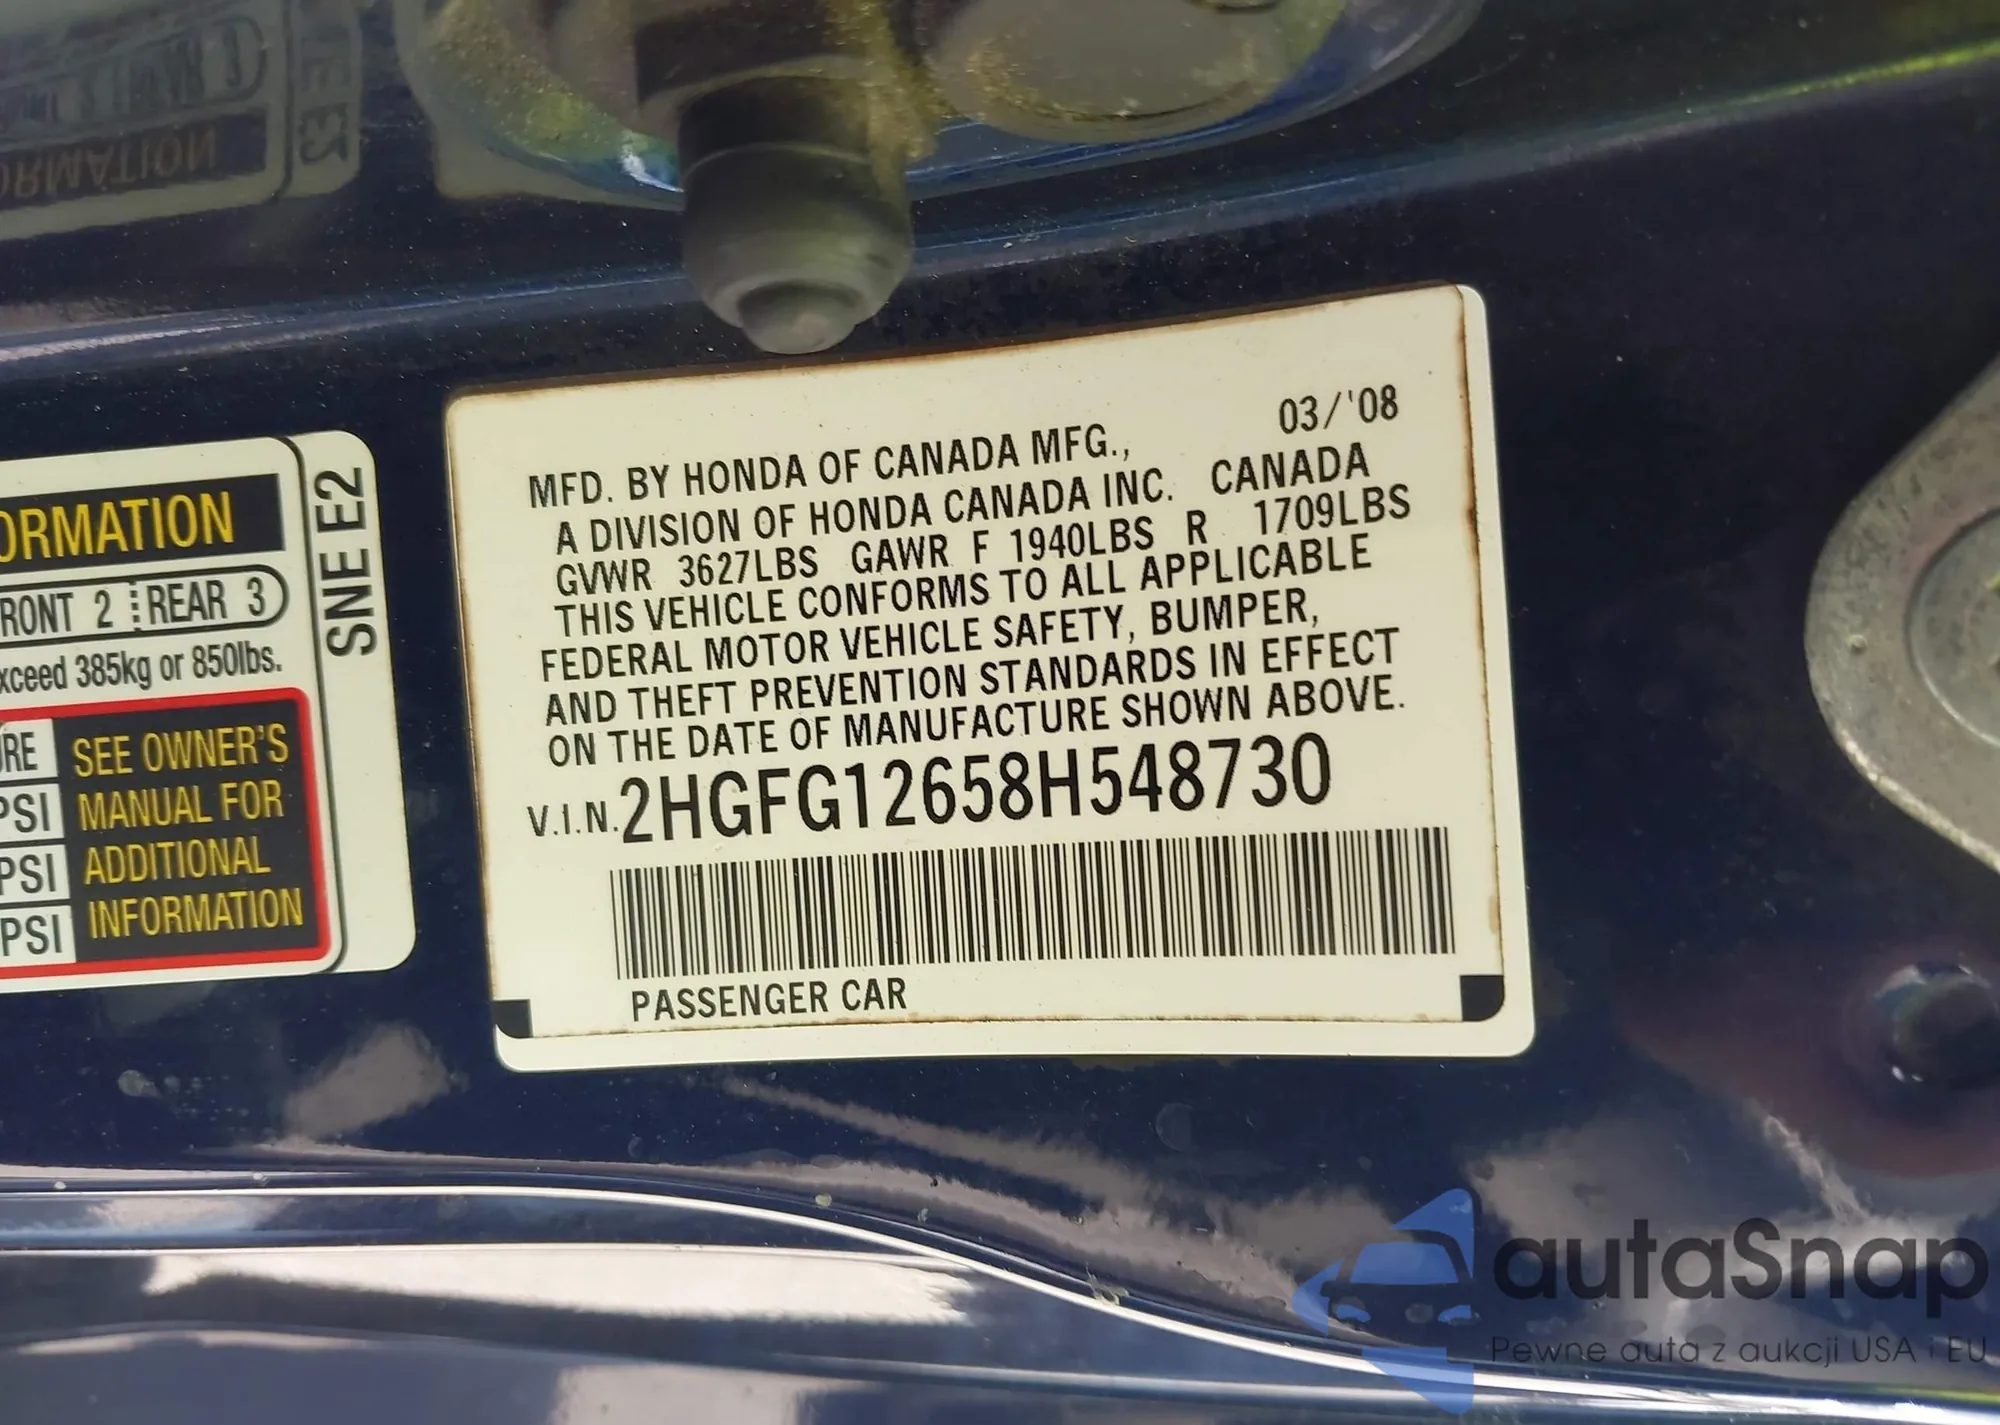 ORMATION
RONT 2 REAR 3
xceed 385kg or 850lbs.
SNE E2
URE
PSI
PSI
PSI
SEE OWNER'S
MANUAL FOR
ADDITIONAL
INFORMATION
03/'08
MFD. BY HONDA OF CANADA MFG.,
A DIVISION OF HONDA CANADA INC. CANADA
GVWR 3627LBS GAWR F 1940LBS R 1709LBS
THIS VEHICLE CONFORMS TO ALL APPLICABLE
FEDERAL MOTOR VEHICLE SAFETY, BUMPER,
AND THEFT PREVENTION STANDARDS IN EFFECT
ON THE DATE OF MANUFACTURE SHOWN ABOVE.
V.I.N. 2HGFG12658H548730
PASSENGER CAR
autaSnap
Pewne auta z aukcji USA i EU